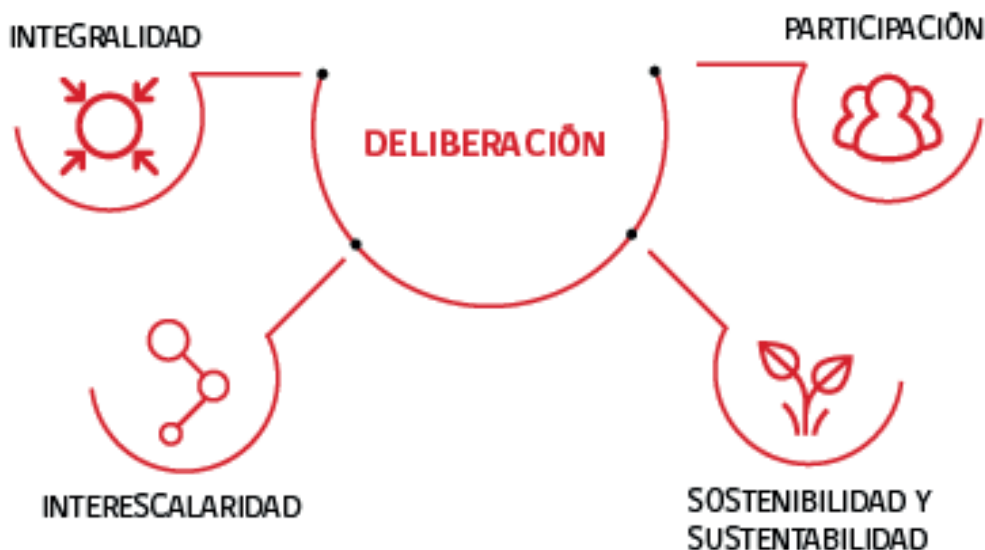 INTEGRALIDAD
PARTICIPACIÓN
DELIBERACIÓN
INTERESCALARIDAD
SOSTENIBILIDAD Y
SUSTENTABILIDAD